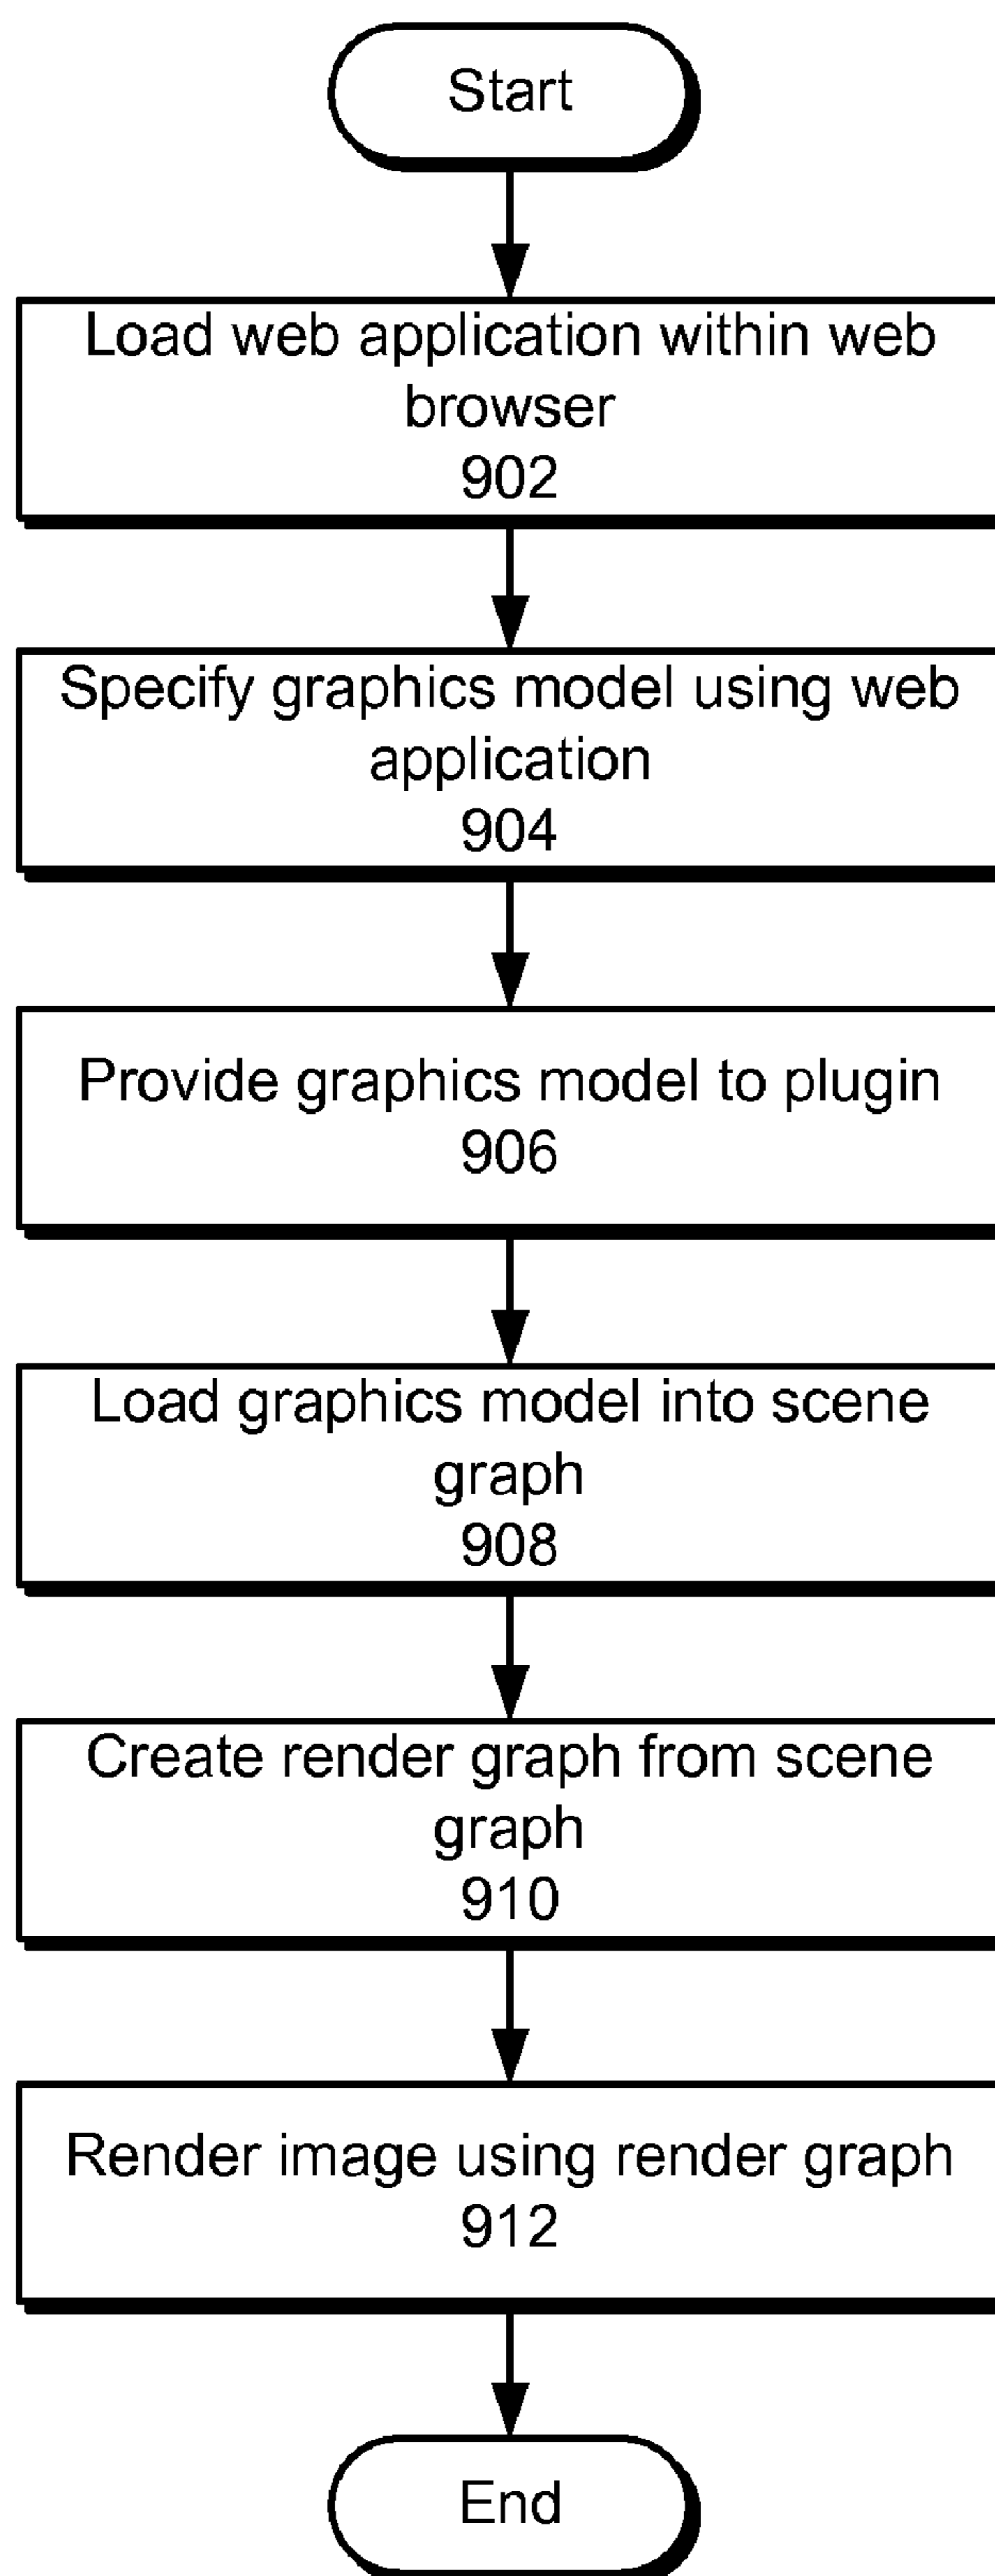 Start
Load web application within web
browser
902
Specify graphics model using web
application
904
Provide graphics model to plugin
906
Load graphics model into scene
graph
908
Create render graph from scene
graph
910
Render image using render graph
912
End